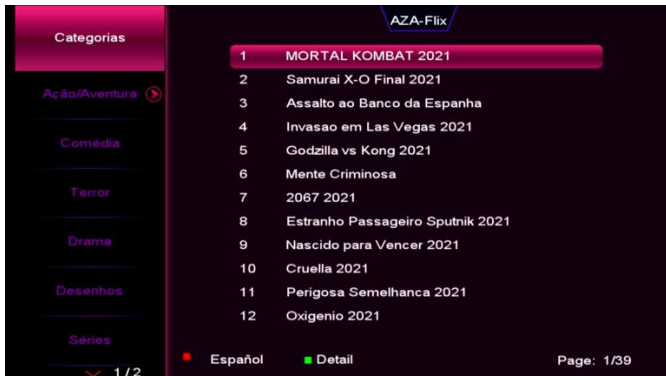 AZA-Flix
Categorias
Ação/Aventura
Comédia
Terror
Drama
Desenhos
Séries
1/2
1 MORTAL KOMBAT 2021
2 Samurai X-O Final 2021
3 Assalto ao Banco da Espanha
4 Invasao em Las Vegas 2021
5 Godzilla vs Kong 2021
6 Mente Criminosa
7 2067 2021
8 Estranho Passageiro Sputnik 2021
9 Nascido para Vencer 2021
10 Cruella 2021
11 Perigosa Semelhanca 2021
12 Oxigenio 2021
Español Detail Page: 1/39